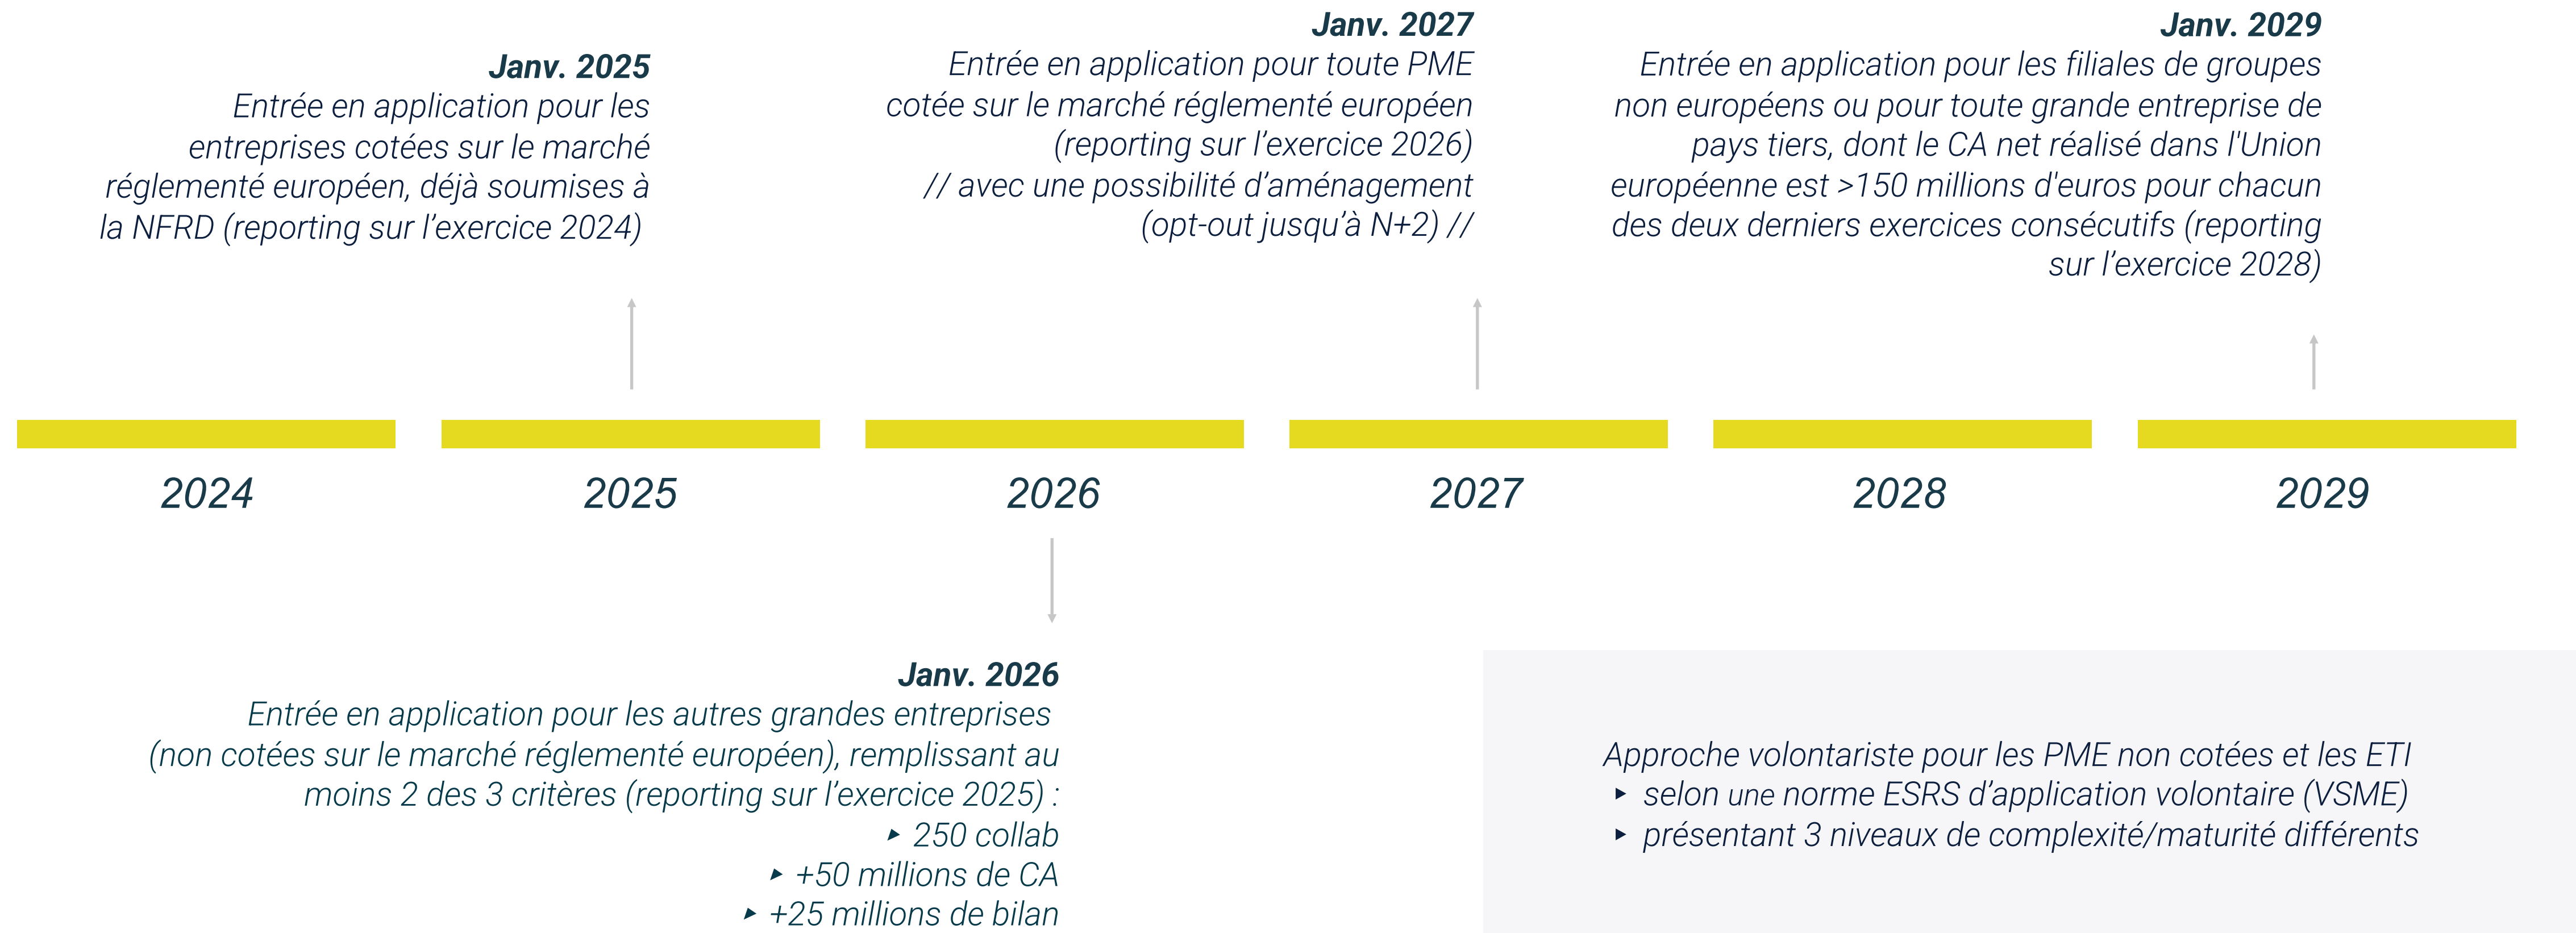 Janv. 2025
Entrée en application pour les
entreprises cotées sur le marché
réglementé européen, déjà soumises à
la NFRD (reporting sur l’exercice 2024)
Janv. 2027
Entrée en application pour toute PME
cotée sur le marché réglementé européen
(reporting sur l’exercice 2026)
// avec une possibilité d’aménagement
(opt-out jusqu’à N+2) //
Janv. 2029
Entrée en application pour les filiales de groupes
non européens ou pour toute grande entreprise de
pays tiers, dont le CA net réalisé dans l'Union
européenne est >150 millions d'euros pour chacun
des deux derniers exercices consécutifs (reporting
sur l’exercice 2028)
2024
2025
2026
2027
2028
2029
Janv. 2026
Entrée en application pour les autres grandes entreprises
(non cotées sur le marché réglementé européen), remplissant au
moins 2 des 3 critères (reporting sur l’exercice 2025) :
▸ 250 collab
▸ +50 millions de CA
▸ +25 millions de bilan
Approche volontariste pour les PME non cotées et les ETI
▸ selon une norme ESRS d’application volontaire (VSME)
▸ présentant 3 niveaux de complexité/maturité différents